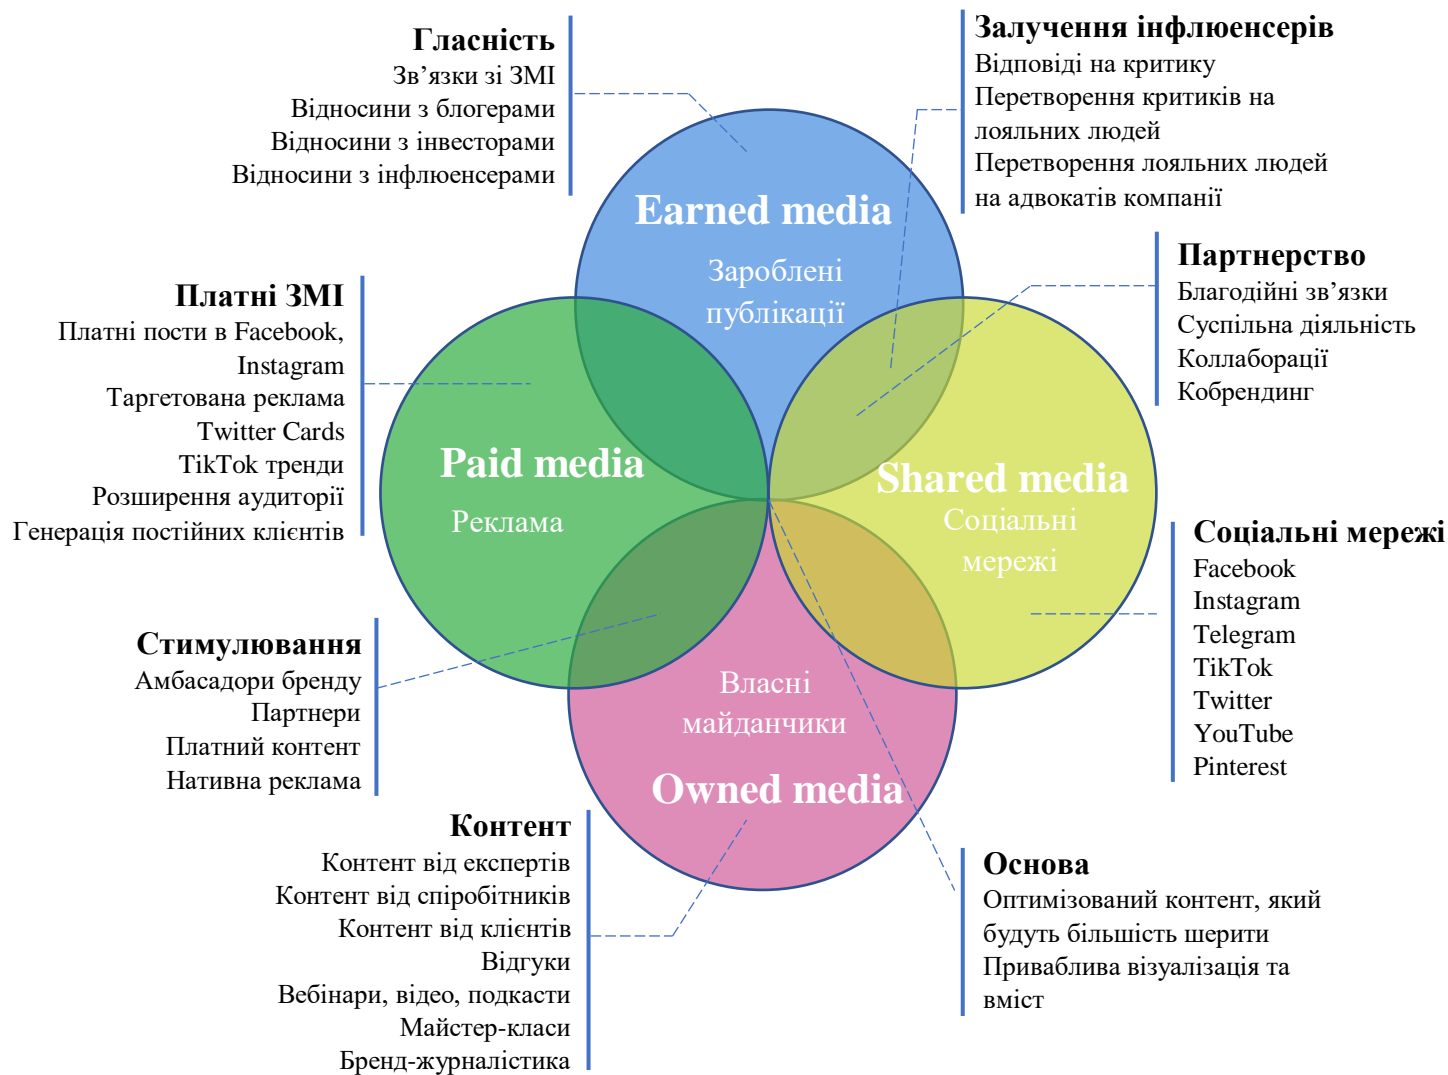 Гласність
Зв’язки зі ЗМІ
Відносини з блогерами
Відносини з інвесторами
Відносини з інфлюенсерами
Залучення інфлюенсерів
Відповіді на критику
Перетворення критиків на
лояльних людей
Перетворення лояльних людей
на адвокатів компанії
Earned media
Зароблені
публікації
Партнерство
Благодійні зв’язки
Суспільна діяльність
Коллаборації
Кобрендинг
Платні ЗМІ
Платні пости в Facebook,
Instagram
Таргетована реклама
Twitter Cards
TikTok тренди
Розширення аудиторії
Генерація постійних клієнтів
Paid media
Реклама
Shared media
Соціальні
мережі
Соціальні мережі
Facebook
Instagram
Telegram
TikTok
Twitter
YouTube
Pinterest
Стимулювання
Амбасадори бренду
Партнери
Платний контент
Нативна реклама
Власні
майданчики
Owned media
Контент
Контент від експертів
Контент від спіробітників
Контент від клієнтів
Відгуки
Вебінари, відео, подкасти
Майстер-класи
Бренд-журналістика
Основа
Оптимізований контент, який
будуть більшість шерити
Приваблива візуалізація та
вміст